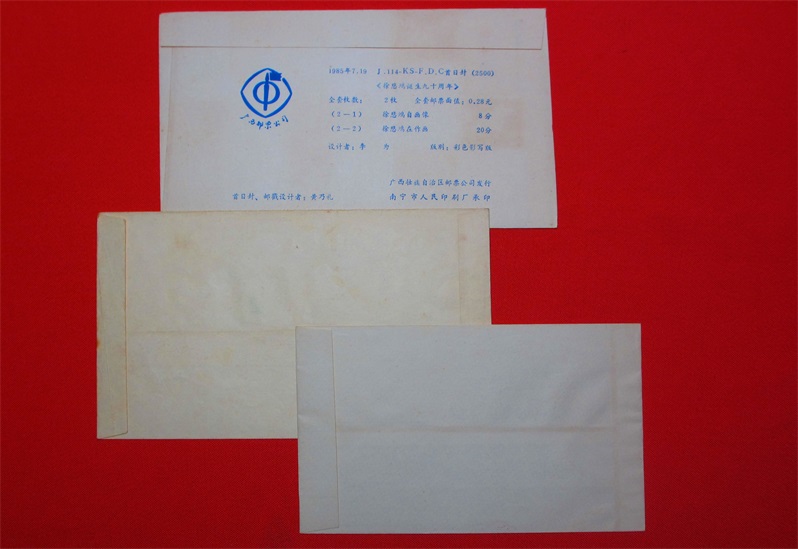 1985年7.19 J.114-KS-F.D.C首日封 (3500)
《徐悲鸿诞生九十周年》
全套枚数： 2枚 全套邮票面值：0.28元
(2-1) 徐悲鸿自画像 8分
(2-2) 徐悲鸿在作画 20分
设计者：李 为 版别：彩色影写版
广西邮票公司
广西壮族自治区邮票公司发行
首日封、邮戳设计者：黄乃礼 南宁市人民印刷厂承印